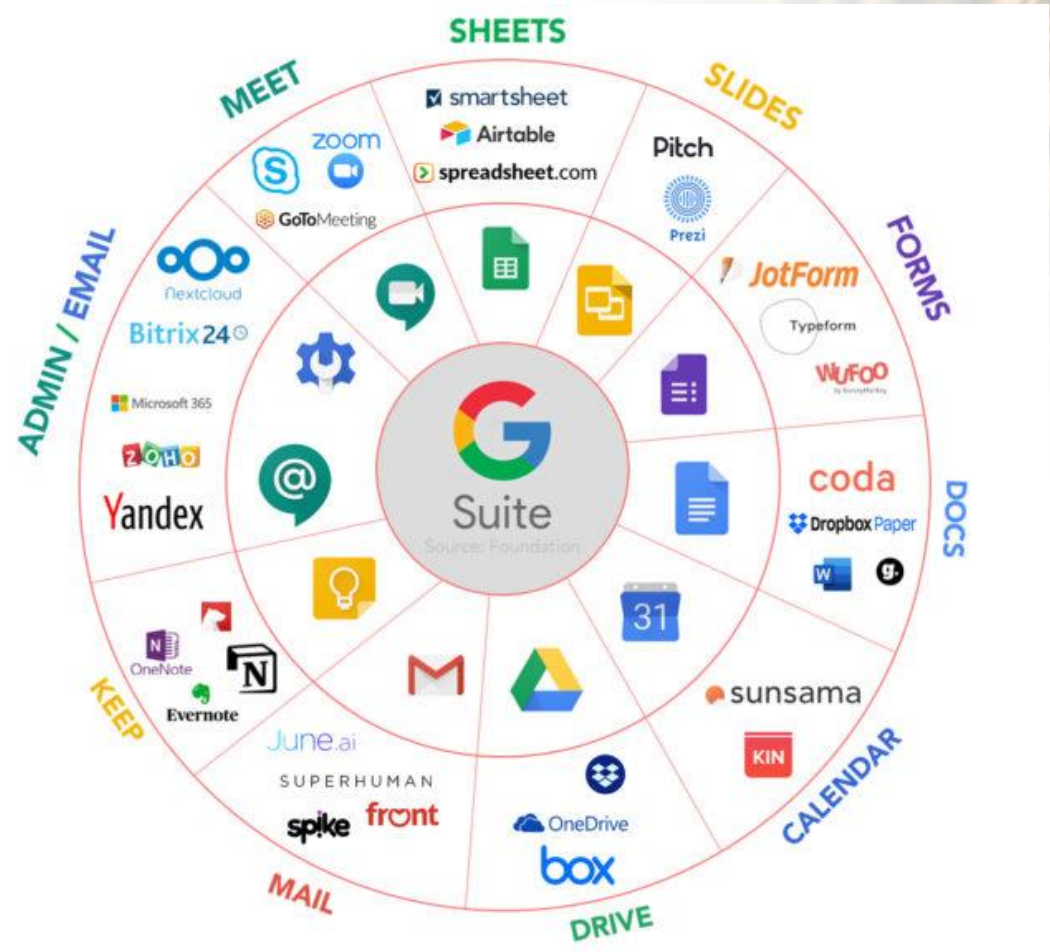 SHEETS
smartsheet
Airtable
spreadsheet.com
SLIDES
Pitch
Prezi
FORMS
JotForm
Typeform
WUFOO
by SurveyMonkey
DOCS
coda
Dropbox Paper
W
g.
CALENDAR
sunsama
KIN
31
DRIVE
OneDrive
box
MAIL
June.ai
SUPERHUMAN
spike
front
KEEP
N
OneNote
N
Evernote
ADMIN / EMAIL
Nextcloud
Bitrix24
Microsoft 365
ZOHO
Yandex
@
MEET
S
zoom
GoToMeeting
G
Suite
Source: Foundation